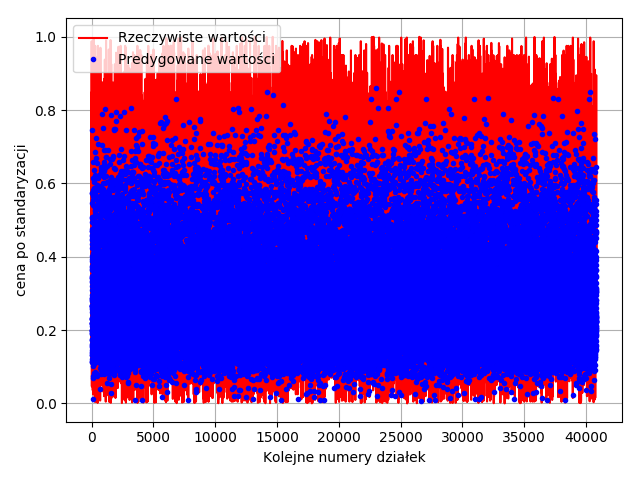 Rzeczywiste wartości
Predygowane wartości
cena po standaryzacji
1.0
0.8
0.6
0.4
0.2
0.0
0 5000 10000 15000 20000 25000 30000 35000 40000
Kolejne numery działek